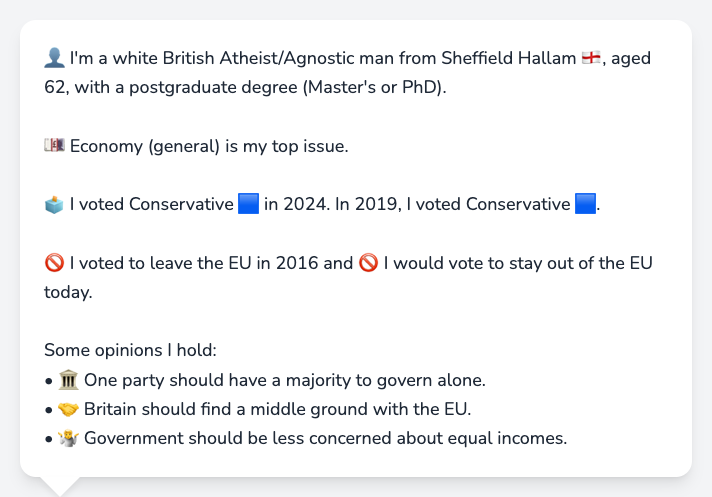 👤 I'm a white British Atheist/Agnostic man from Sheffield Hallam 🏴󠁧󠁢󠁥󠁮󠁧󠁿, aged
62, with a postgraduate degree (Master's or PhD).
💷 Economy (general) is my top issue.
🗳️ I voted Conservative 🟦 in 2024. In 2019, I voted Conservative 🟦.
🚫 I voted to leave the EU in 2016 and 🚫 I would vote to stay out of the EU
today.
Some opinions I hold:
• 🏛️ One party should have a majority to govern alone.
• 🤝 Britain should find a middle ground with the EU.
• 🤷 Government should be less concerned about equal incomes.